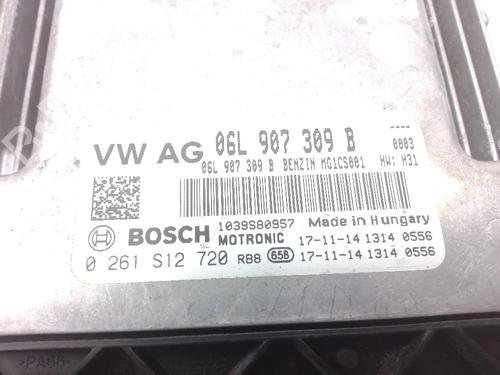 VW AG 06L 907 309 B 0003
06L 907 309 B BENZIN MG1CS001 HW: H31
1039S80957 Made in Hungary
BOSCH MOTRONIC 17-11-14 1314 0556
0 261 S12 720 RB8 658 17-11-14 1314 0556
>PA66-